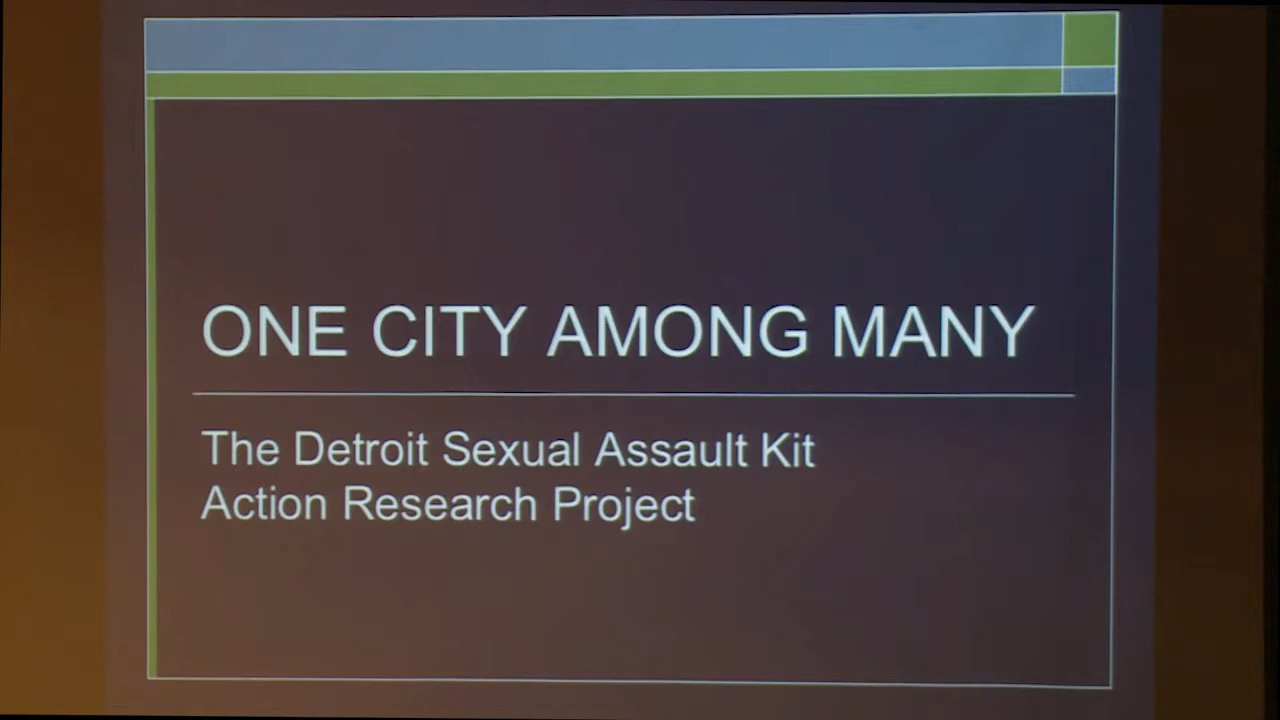 ONE CITY AMONG MANY
The Detroit Sexual Assault Kit
Action Research Project